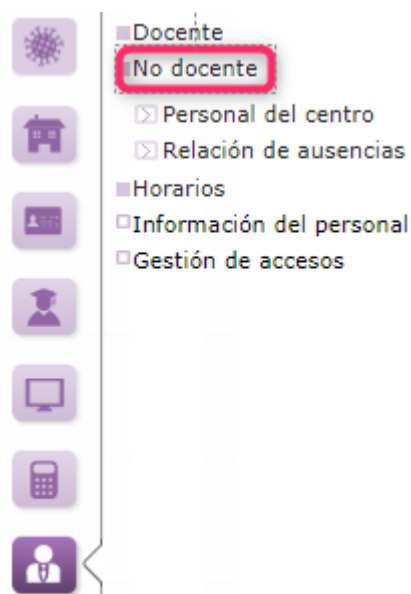 Docente
No docente
Personal del centro
Relación de ausencias
Horarios
Información del personal
Gestión de accesos